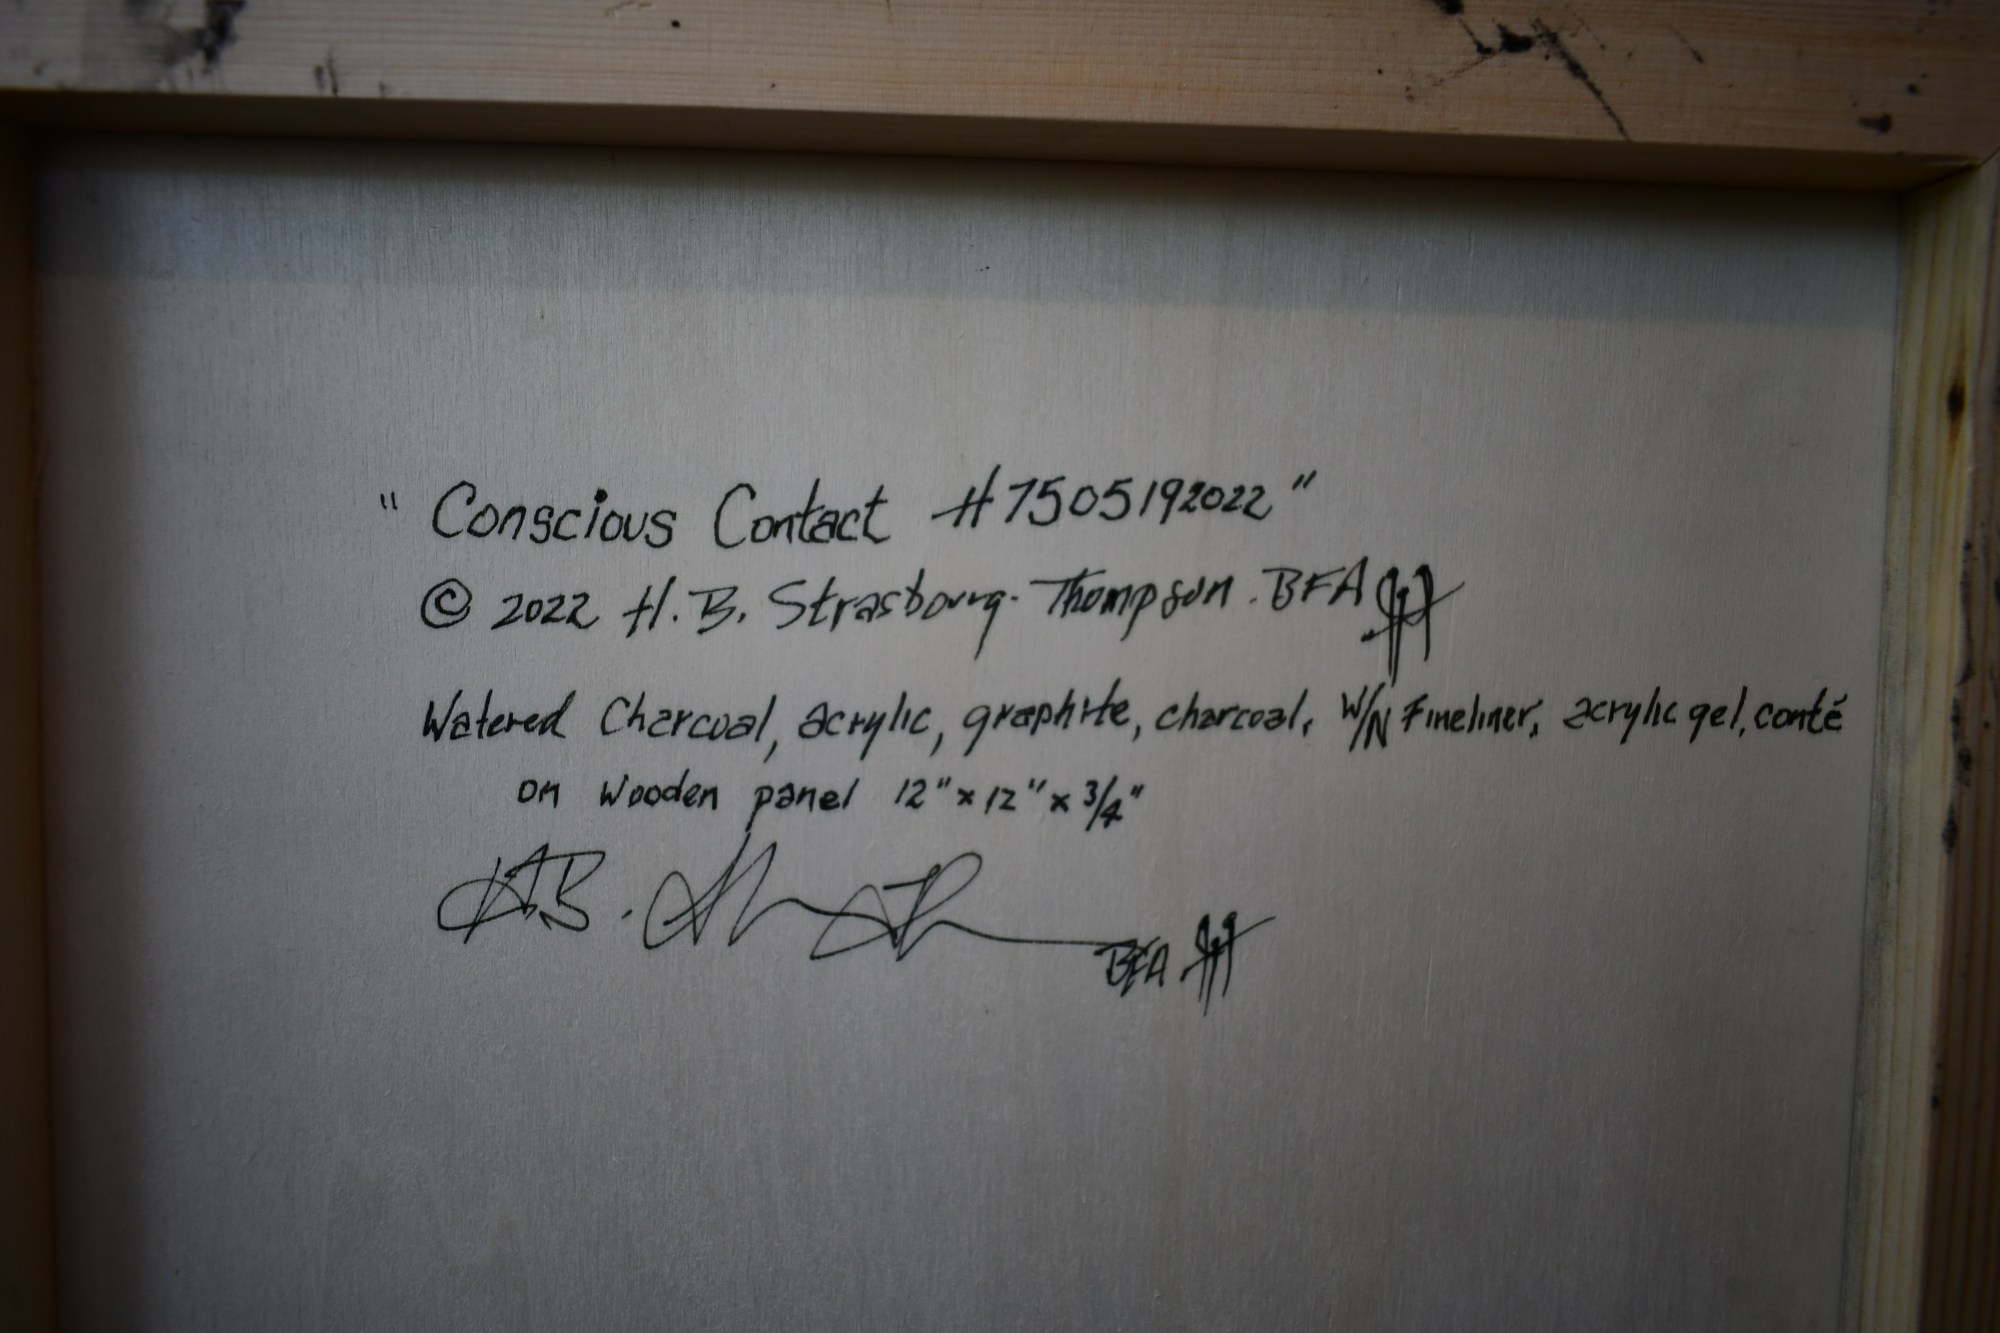 " Conscious Contact #7505192022 "
© 2022 H. B. Strasbourg-Thompson. BFA
Watered Charcoal, acrylic, graphite, charcoal, W/N Fineliner, acrylic gel, conté
on wooden panel 12" x 12" x 3/4"
BFA